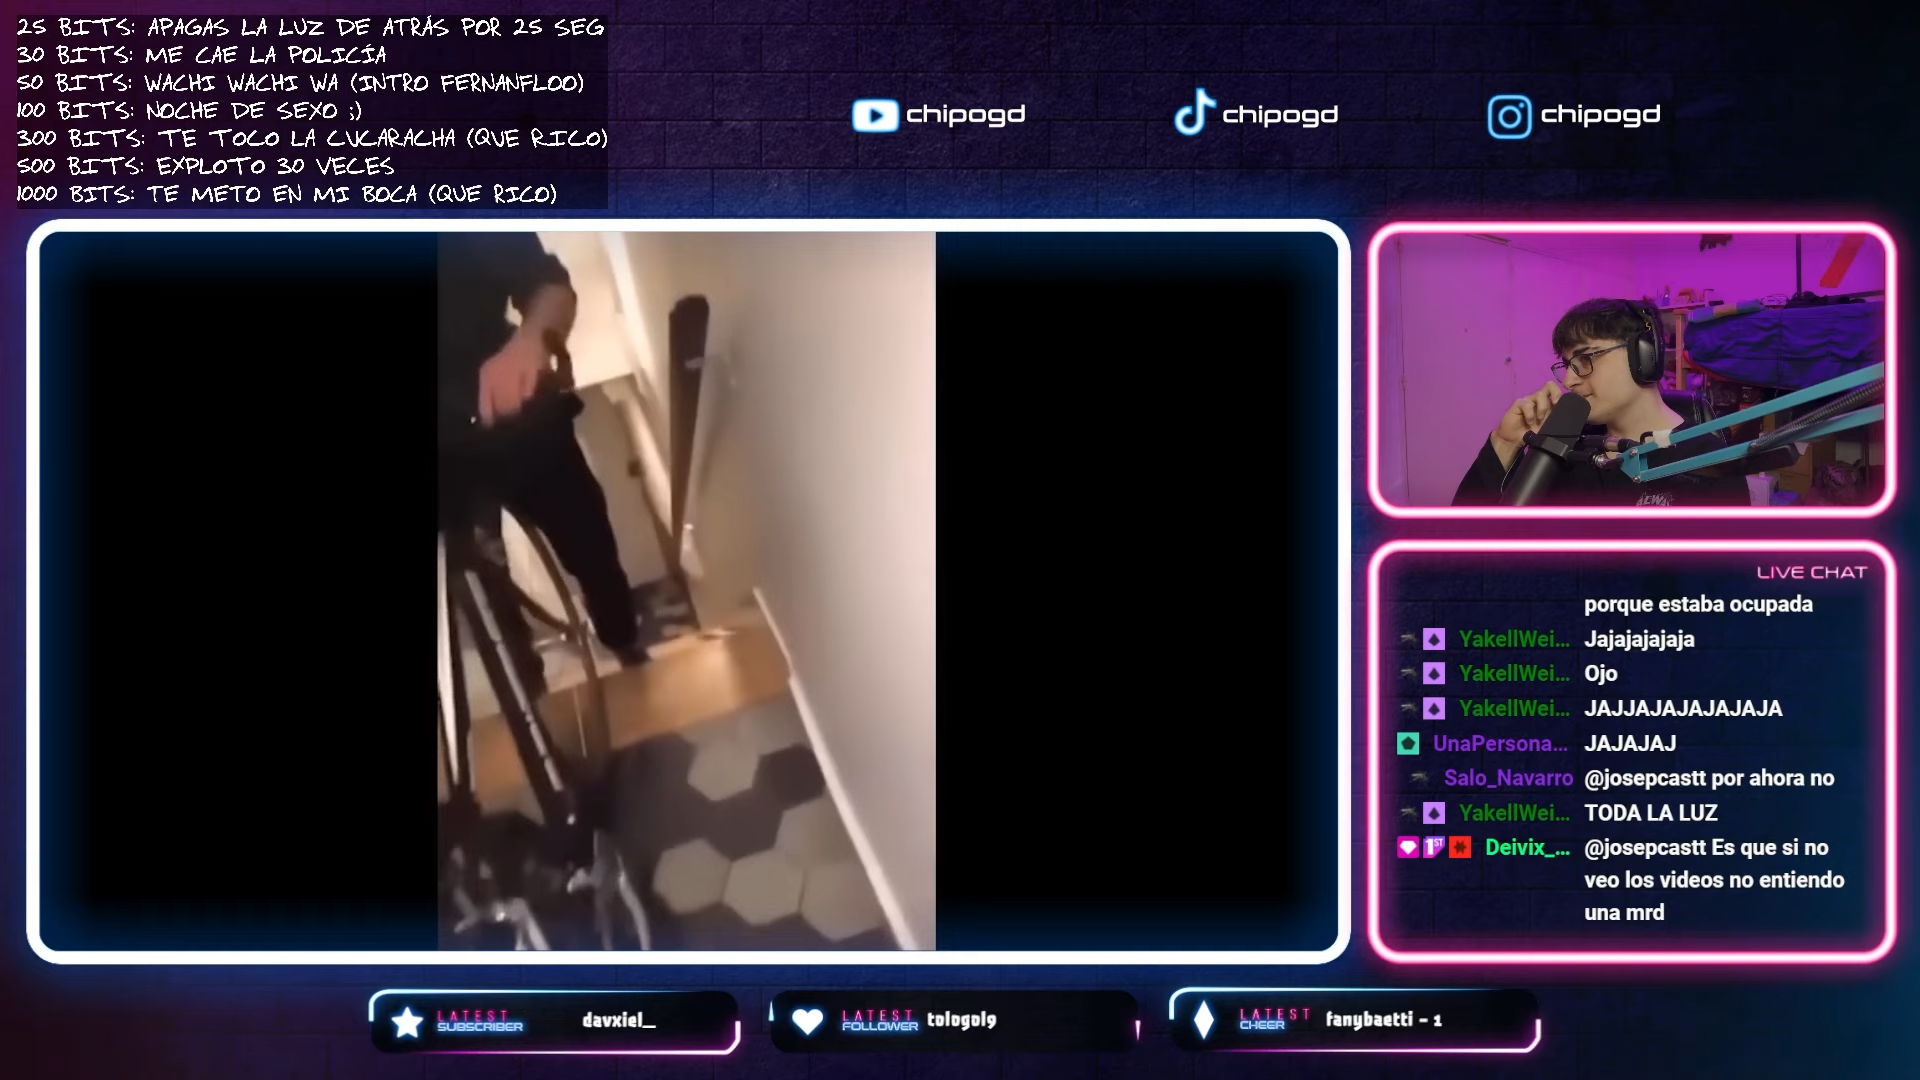 25 BITS: APAGAS LA LUZ DE ATRÁS POR 25 SEG
30 BITS: ME CAE LA POLICÍA
50 BITS: WACHI WACHI WA (INTRO FERNANFLOO)
100 BITS: NOCHE DE SEXO ;)
300 BITS: TE TOCO LA CUCARACHA (QUE RICO)
500 BITS: EXPLOTO 30 VECES
1000 BITS: TE METO EN MI BOCA (QUE RICO)
chipogd
chipogd
chipogd
LIVE CHAT
porque estaba ocupada
YakellWei... Jajajajajaja
YakellWei... Ojo
YakellWei... JAJJAJAJAJAJAJA
UnaPersona... JAJAJAJ
Salo_Navarro @josepcastt por ahora no
YakellWei... TODA LA LUZ
1ST Deivix_... @josepcastt Es que si no
veo los videos no entiendo
una mrd
LATEST SUBSCRIBER davxiel_
LATEST FOLLOWER tologol9
LATEST CHEER fanybaetti - 1